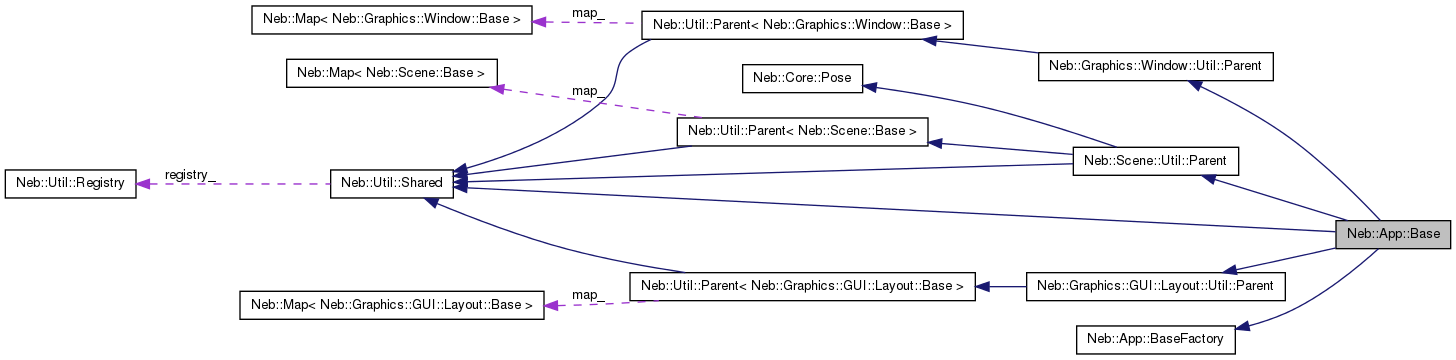 Neb::Map< Neb::Graphics::Window::Base >
map_
Neb::Util::Parent< Neb::Graphics::Window::Base >
Neb::Graphics::Window::Util::Parent
Neb::Map< Neb::Scene::Base >
Neb::Core::Pose
map_
Neb::Util::Parent< Neb::Scene::Base >
Neb::Scene::Util::Parent
Neb::Util::Registry
registry_
Neb::Util::Shared
Neb::App::Base
Neb::Util::Parent< Neb::Graphics::GUI::Layout::Base >
Neb::Graphics::GUI::Layout::Util::Parent
Neb::Map< Neb::Graphics::GUI::Layout::Base >
map_
Neb::App::BaseFactory